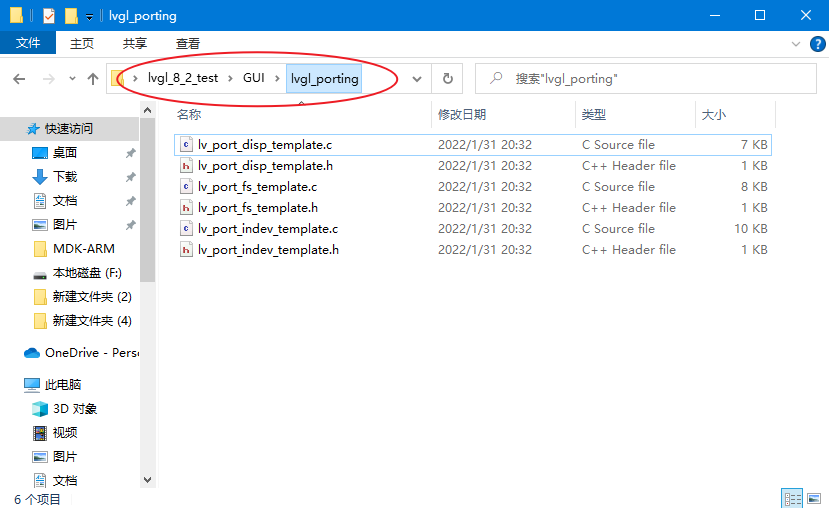 lvgl_porting
文件 主页 共享 查看
lvgl_8_2_test GUI lvgl_porting 搜索"lvgl_porting"
名称 修改日期 类型 大小
快速访问
桌面
下载
文档
图片
MDK-ARM
本地磁盘 (F:)
新建文件夹 (2)
新建文件夹 (4)
OneDrive - Perso
此电脑
3D 对象
视频
图片
文档
lv_port_disp_template.c 2022/1/31 20:32 C Source file 7 KB
lv_port_disp_template.h 2022/1/31 20:32 C++ Header file 1 KB
lv_port_fs_template.c 2022/1/31 20:32 C Source file 8 KB
lv_port_fs_template.h 2022/1/31 20:32 C++ Header file 1 KB
lv_port_indev_template.c 2022/1/31 20:32 C Source file 10 KB
lv_port_indev_template.h 2022/1/31 20:32 C++ Header file 1 KB
6 个项目